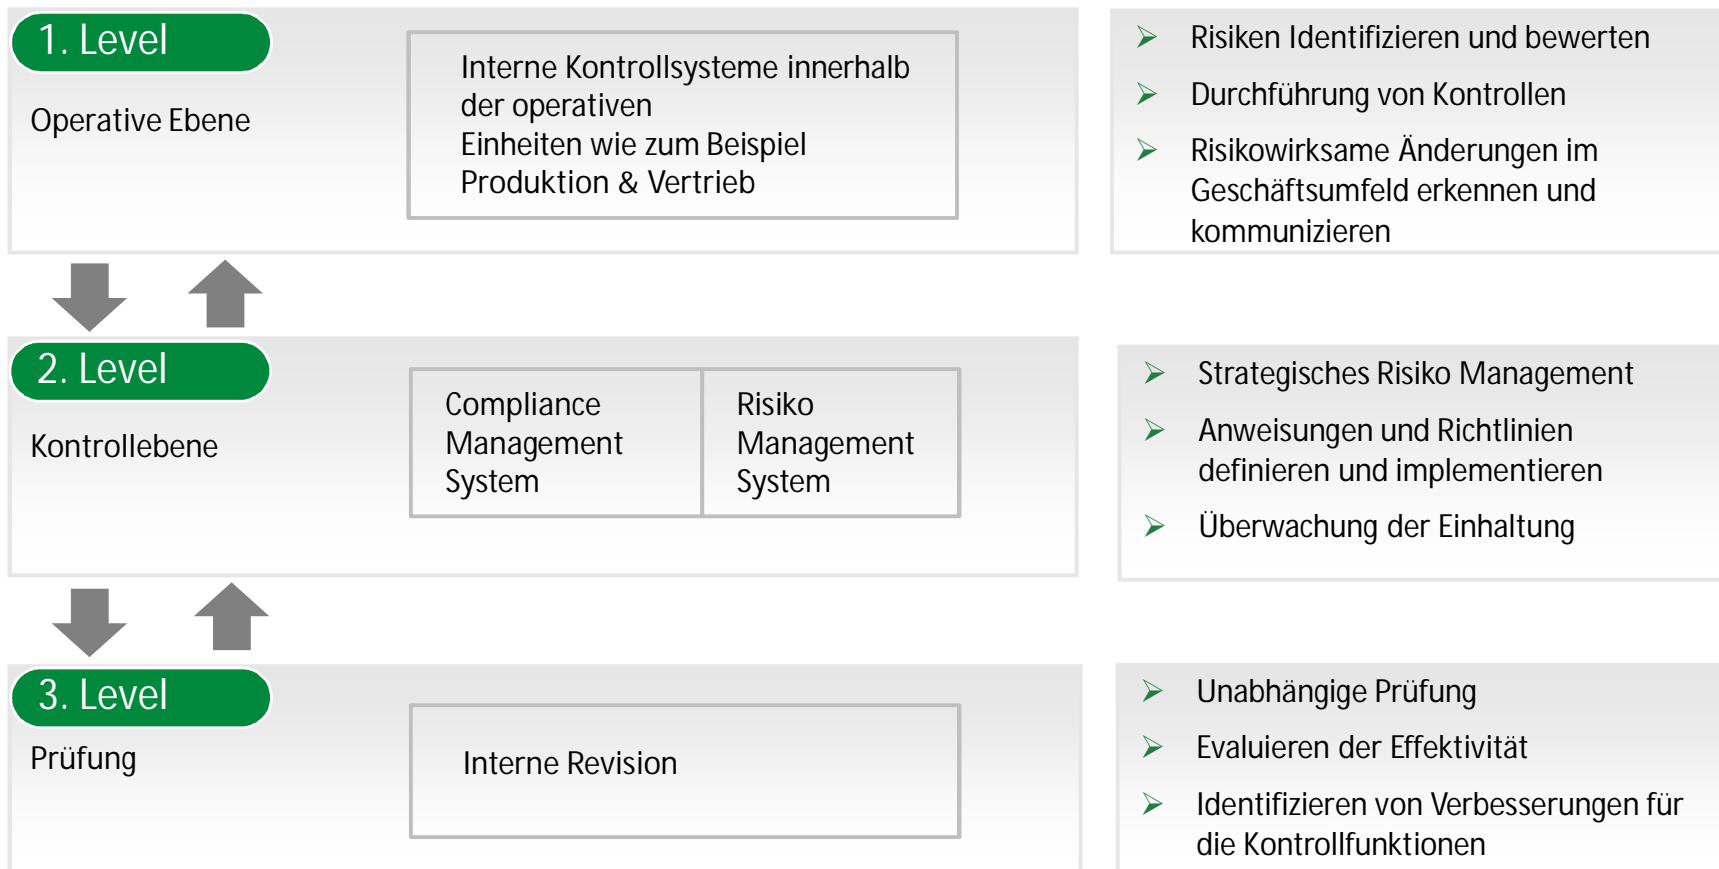 1. Level
Operative Ebene
Interne Kontrollsysteme innerhalb
der operativen
Einheiten wie zum Beispiel
Produktion & Vertrieb
Risiken Identifizieren und bewerten
Durchführung von Kontrollen
Risikowirksame Änderungen im
Geschäftsumfeld erkennen und
kommunizieren
2. Level
Kontrollebene
Compliance
Management
System
Risiko
Management
System
Strategisches Risiko Management
Anweisungen und Richtlinien
definieren und implementieren
Überwachung der Einhaltung
3. Level
Prüfung
Interne Revision
Unabhängige Prüfung
Evaluieren der Effektivität
Identifizieren von Verbesserungen für
die Kontrollfunktionen